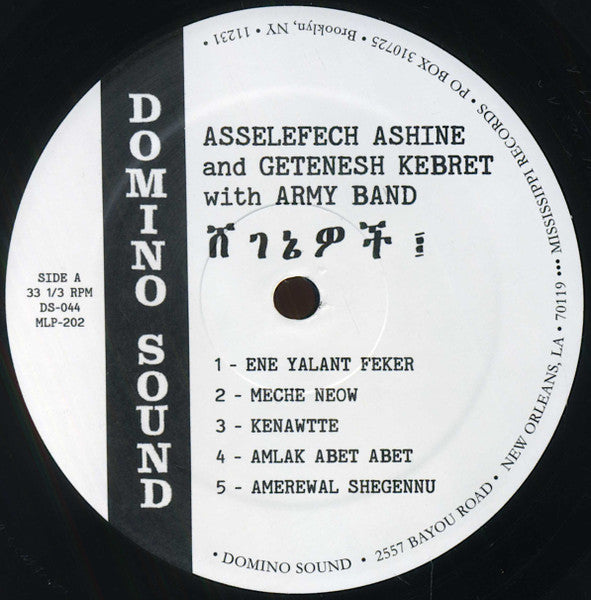 DOMINO SOUND
ASSELEFECH ASHINE
and GETENESH KEBRET
with ARMY BAND
ሸገኔዎች ፤
SIDE A
33 1/3 RPM
DS-044
MLP-202
1 - ENE YALANT FEKER
2 - MECHE NEOW
3 - KENAWTTE
4 - AMLAK ABET ABET
5 - AMEREWAL SHEGENNU
• DOMINO SOUND • 2557 BAYOU ROAD • NEW ORLEANS, LA • 70119 ••• MISSISSIPPI RECORDS • PO BOX 310725 • Brooklyn, NY • 11231 •